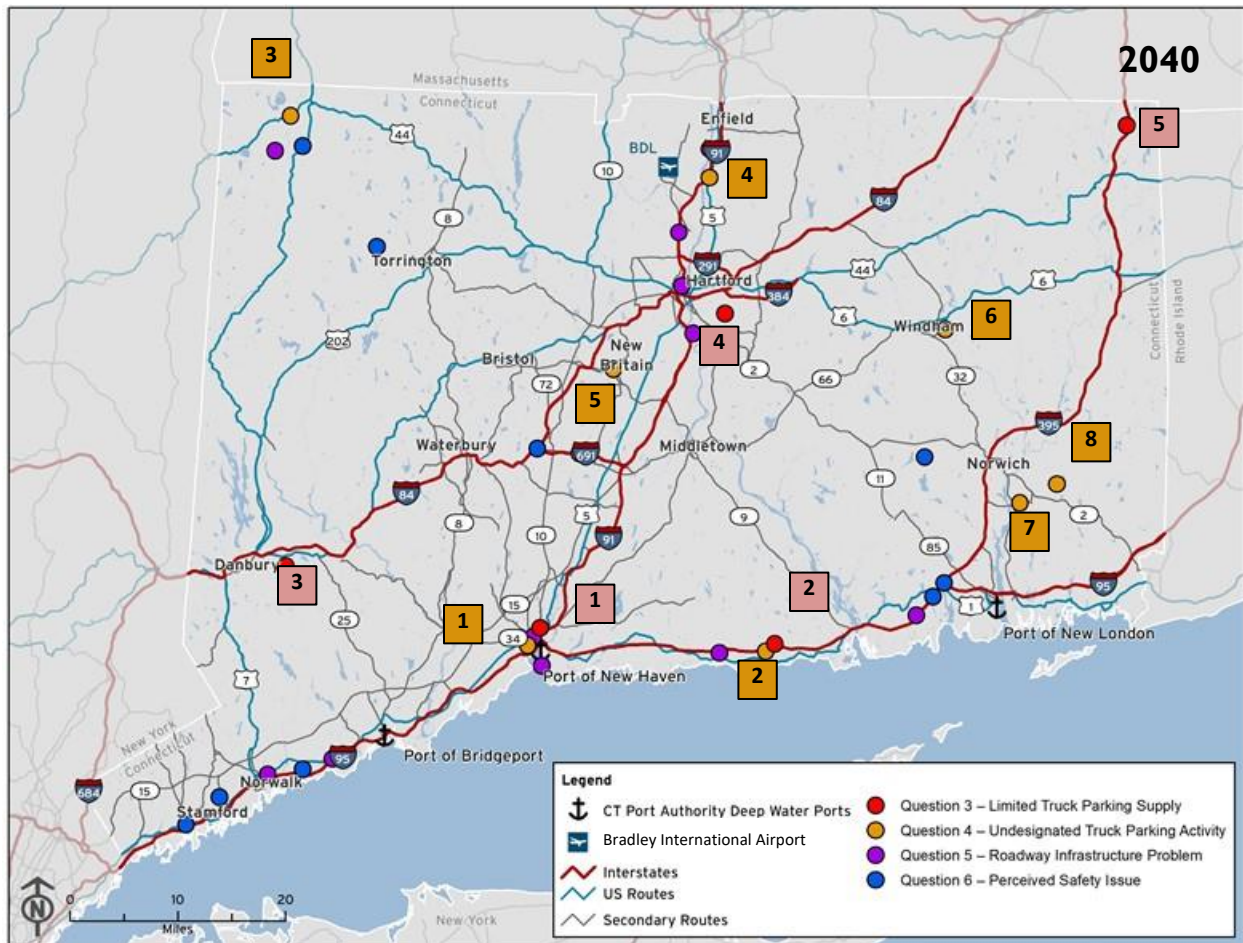 2040
3
Massachusetts
Connecticut
Enfield
44
91
BDL
4
5
10
8
5
84
Torrington
291
Hartford
44
384
6
6
Windham
6
Connecticut
Rhode Island
202
4
Bristol
New
Britain
72
2
66
32
5
395
8
Waterbury
691
Middletown
Norwich
84
11
7
2
8
10
5
91
9
85
Danbury
3
15
1
2
95
1
25
34
1
Port of New London
7
Port of New Haven
2
New York
Connecticut
95
Port of Bridgeport
684
15
Norwalk
Stamford
Legend
CT Port Authority Deep Water Ports
Bradley International Airport
Interstates
US Routes
Secondary Routes
Question 3 – Limited Truck Parking Supply
Question 4 – Undesignated Truck Parking Activity
Question 5 – Roadway Infrastructure Problem
Question 6 – Perceived Safety Issue
N
0 10 20
Miles
New York